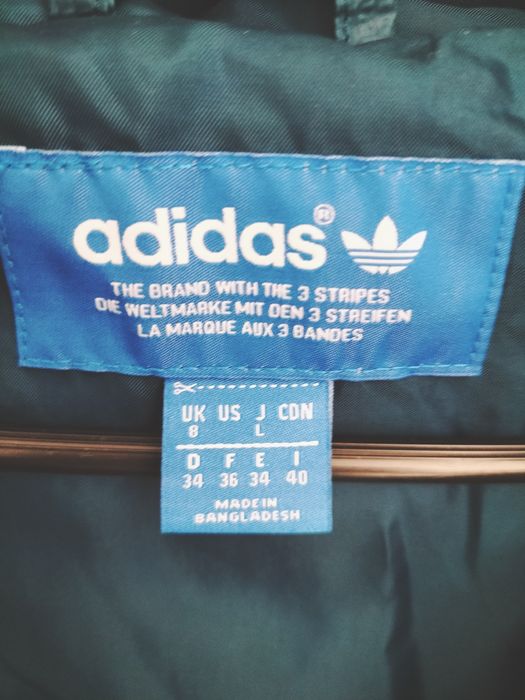 adidas®
THE BRAND WITH THE 3 STRIPES
DIE WELTMARKE MIT DEN 3 STREIFEN
LA MARQUE AUX 3 BANDES
UK US J CDN
8 L
D F E I
34 36 34 40
MADE IN
BANGLADESH